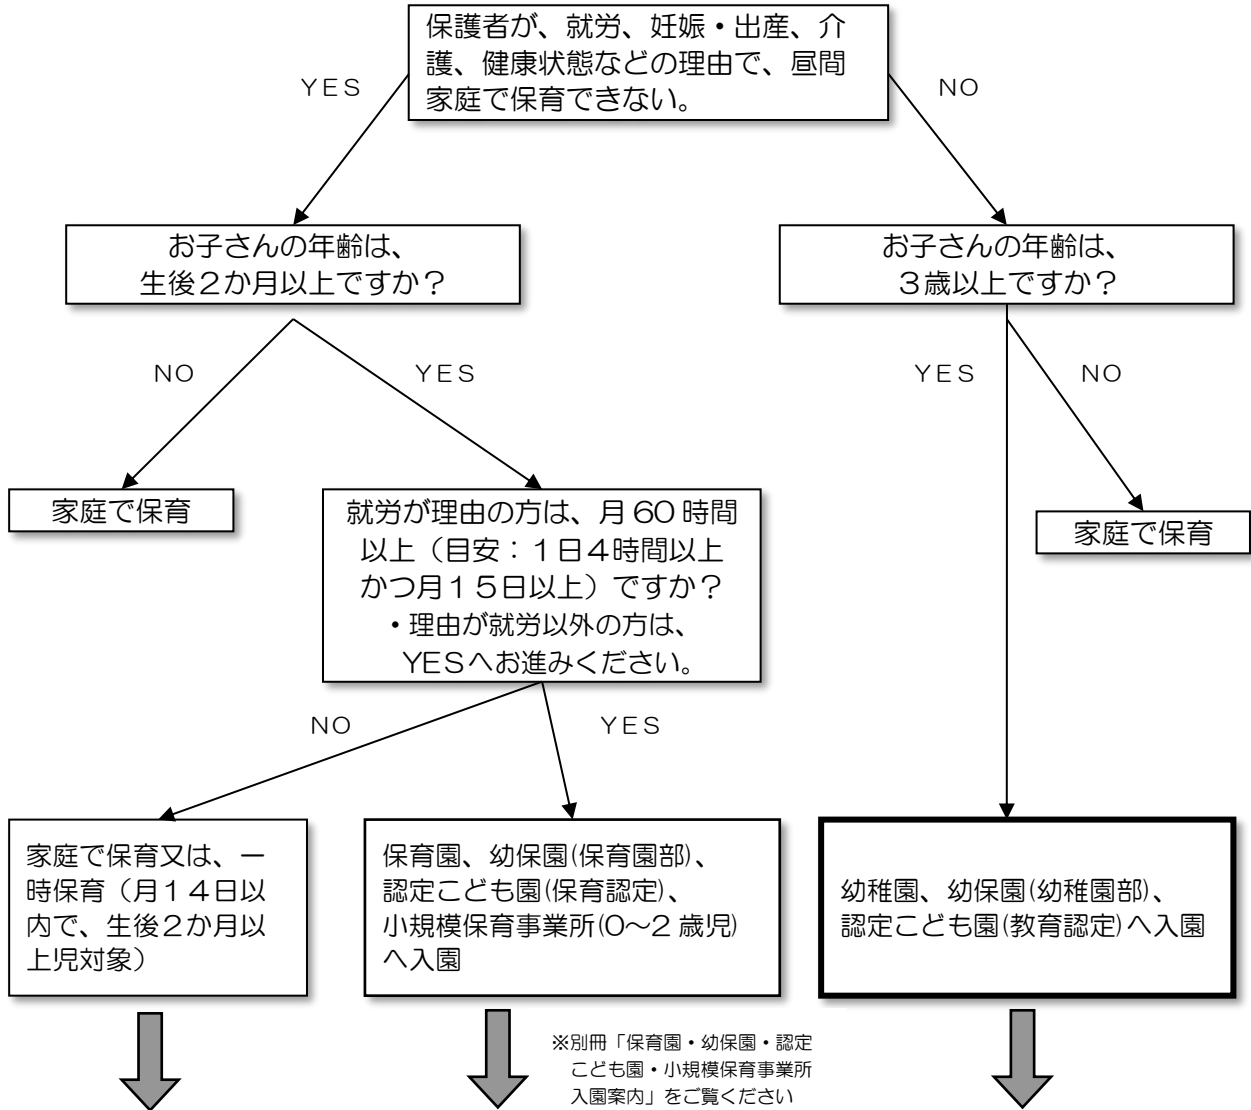 保護者が、就労、妊娠・出産、介
護、健康状態などの理由で、昼間
家庭で保育できない。
YES
NO
お子さんの年齢は、
生後２か月以上ですか？
お子さんの年齢は、
３歳以上ですか？
NO
YES
YES
NO
家庭で保育
就労が理由の方は、月 60 時間
以上（目安：１日４時間以上
かつ月１５日以上）ですか？
・理由が就労以外の方は、
YESへお進みください。
家庭で保育
NO
YES
家庭で保育又は、一
時保育（月１４日以
内で、生後２か月以
上児対象）
保育園、幼保園(保育園部)、
認定こども園(保育認定)、
小規模保育事業所(0～2 歳児)
へ入園
幼稚園、幼保園(幼稚園部)、
認定こども園(教育認定)へ入園
※別冊「保育園・幼保園・認定
こども園・小規模保育事業所
入園案内」をご覧ください